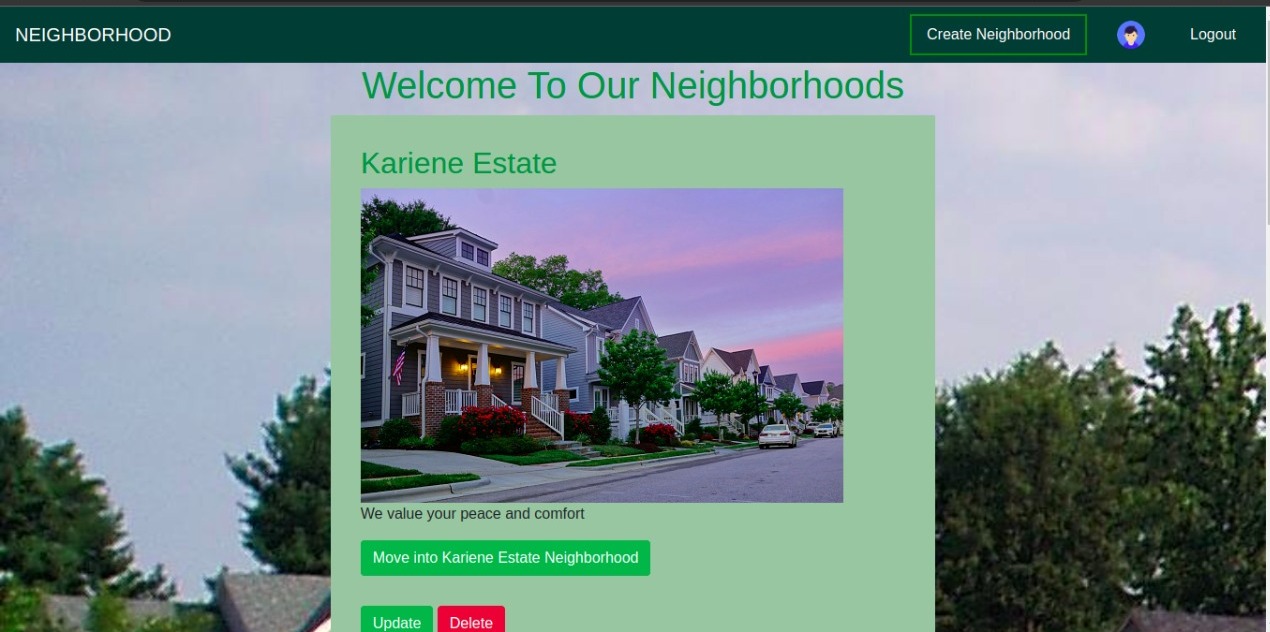 NEIGHBORHOOD
Create Neighborhood
Logout
Welcome To Our Neighborhoods
Kariene Estate
We value your peace and comfort
Move into Kariene Estate Neighborhood
Update
Delete